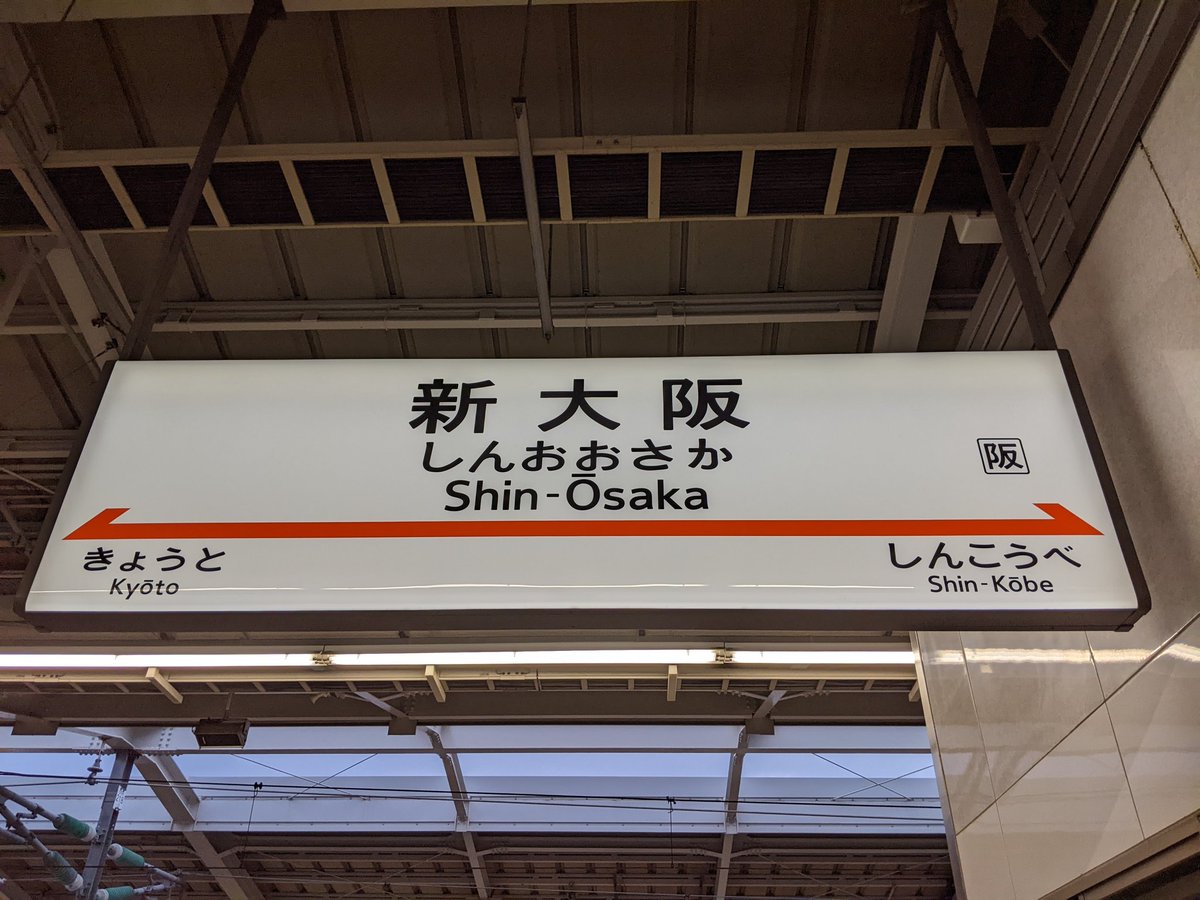 新大阪
しんおおさか
Shin-Ōsaka
阪
きょうと
Kyōto
しんこうべ
Shin-Kōbe